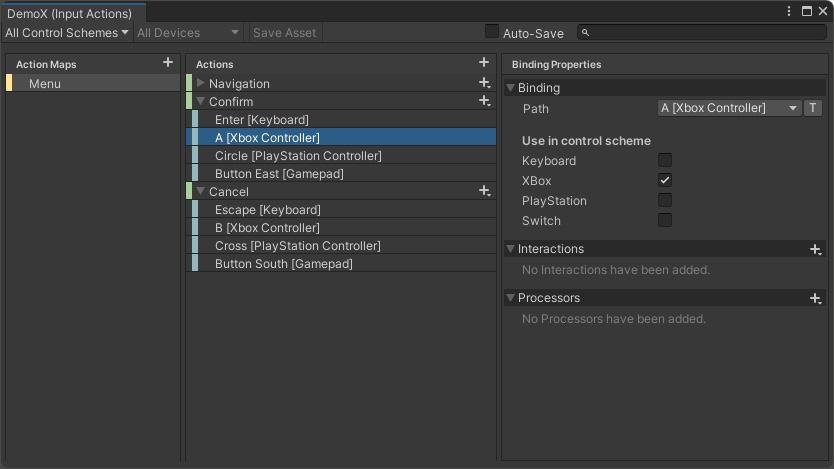 DemoX (Input Actions)
All Control Schemes All Devices Save Asset Auto-Save
Action Maps
Menu
Actions
Navigation
Confirm
Enter [Keyboard]
A [Xbox Controller]
Circle [PlayStation Controller]
Button East [Gamepad]
Cancel
Escape [Keyboard]
B [Xbox Controller]
Cross [PlayStation Controller]
Button South [Gamepad]
Binding Properties
Binding
Path A [Xbox Controller] T
Use in control scheme
Keyboard
XBox
PlayStation
Switch
Interactions
No Interactions have been added.
Processors
No Processors have been added.